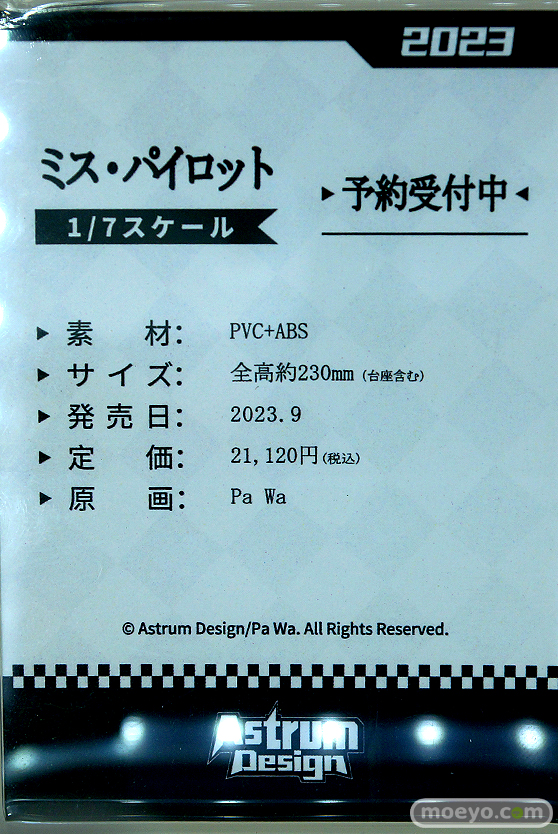 2023
ミス・パイロット
▶予約受付中◀
1/7スケール
▶素材： PVC+ABS
▶サイズ： 全高約230mm（台座含む）
▶発売日： 2023.9
▶定価： 21,120円（税込）
▶原画： Pa Wa
© Astrum Design/Pa Wa. All Rights Reserved.
Astrum
Design
moeyo.com